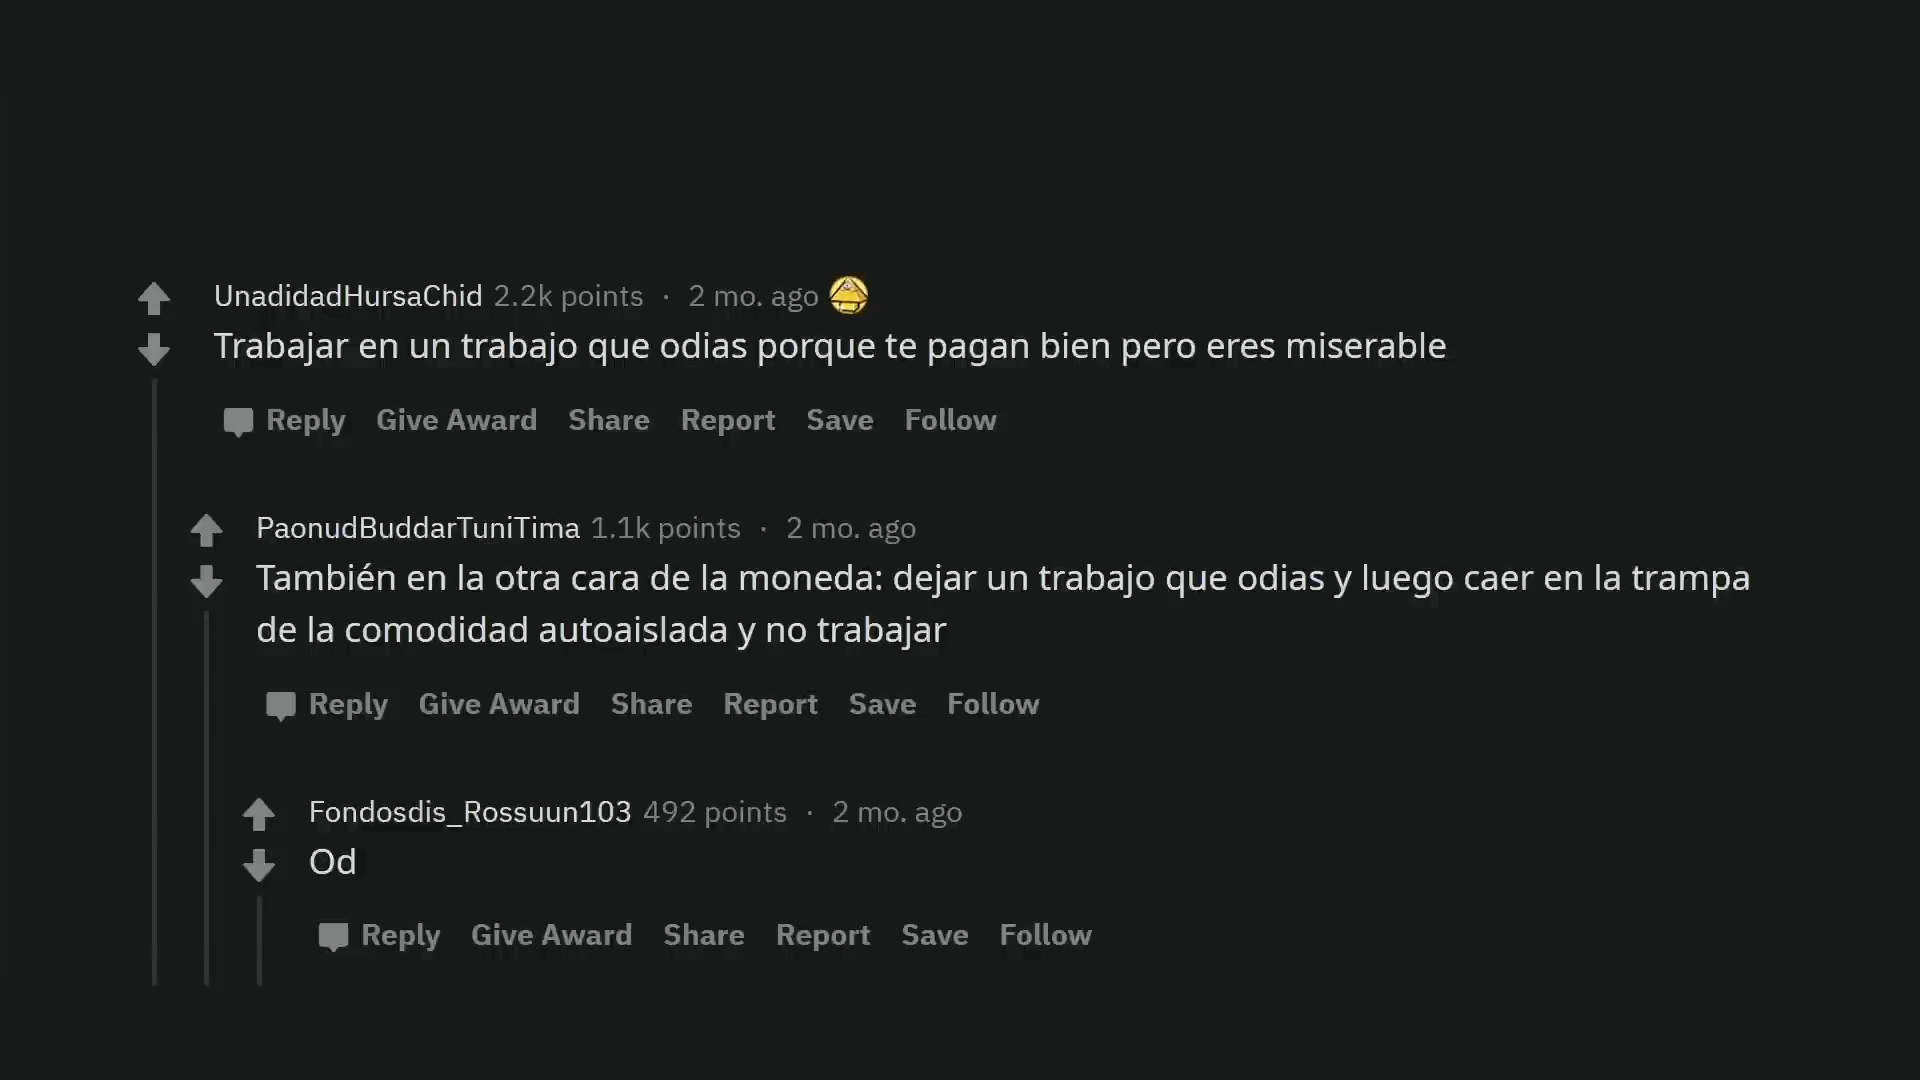 UnadidadHursaChid 2.2k points · 2 mo. ago
Trabajar en un trabajo que odias porque te pagan bien pero eres miserable
Reply Give Award Share Report Save Follow
PaonudBuddarTuniTima 1.1k points · 2 mo. ago
También en la otra cara de la moneda: dejar un trabajo que odias y luego caer en la trampa
de la comodidad autoaislada y no trabajar
Reply Give Award Share Report Save Follow
Fondosdis_Rossuun103 492 points · 2 mo. ago
Od
Reply Give Award Share Report Save Follow